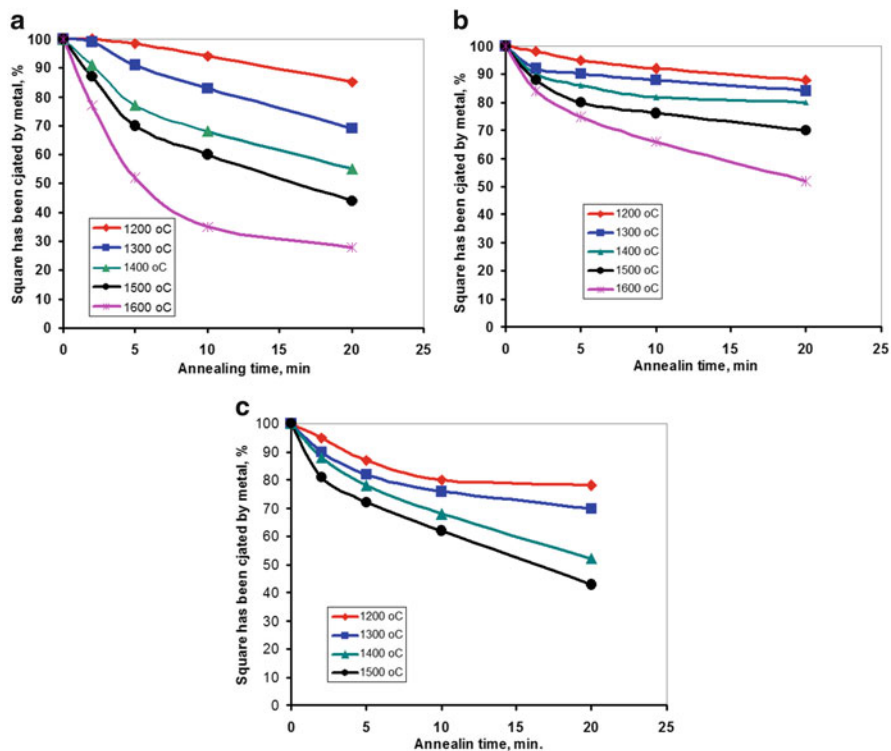 a
100
90
80
70
60
50
40
30
20
10
0
Square has been cjated by metal, %
1200 oC
1300 oC
1400 oC
1500 oC
1600 oC
0 5 10 15 20 25
Annealing time, min
b
100
90
80
70
60
50
40
30
20
10
0
Square has been cjated by metal, %
1200 oC
1300 oC
1400 oC
1500 oC
1600 oC
0 5 10 15 20 25
Annealin time, min
c
100
90
80
70
60
50
40
30
20
10
0
Square has been cjated by metal, %
1200 oC
1300 oC
1400 oC
1500 oC
0 5 10 15 20 25
Annealin time, min.